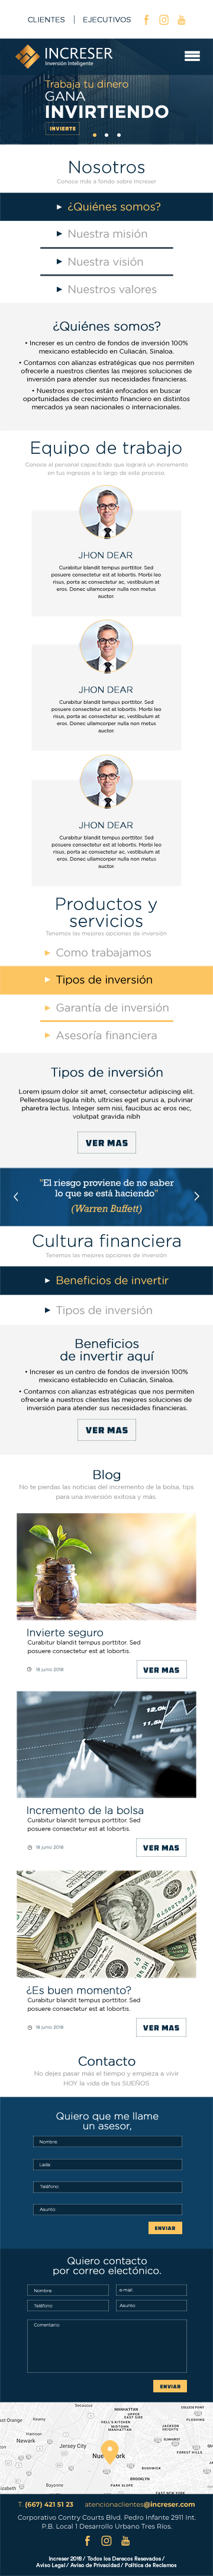 CLIENTES | EJECUTIVOS
INCRESER
Inversión Inteligente
Trabaja tu dinero
GANA
INVIRTIENDO
INVIERTE
Nosotros
Conoce más a fondo sobre increser
¿Quiénes somos?
Nuestra misión
Nuestra visión
Nuestros valores
¿Quiénes somos?
• Increser es un centro de fondos de inversión 100%
mexicano establecido en Culiacán, Sinaloa.
• Contamos con alianzas estratégicas que nos permiten
ofrecele a nuestros clientes las mejores soluciones de
inversión para atender sus necesidades financieras.
• Nuestros expertos están enfocados en buscar
oportunidades de crecimiento financiero en distintos
mercados ya sean nacionales o internacionales.
Equipo de trabajo
Conoce al personal capacitado que logrará un incremento
en tus ingresos a lo largo de este proceso.
JHON DEAR
Curabitur blandit tempus porttitor. Sed
posuere consectetur est at lobortis. Morbi leo
risus, porta ac consectetur ac, vestibulum at
eros. Donec ullamcorper nulla non metus
auctor.
JHON DEAR
Curabitur blandit tempus porttitor. Sed
posuere consectetur est at lobortis. Morbi leo
risus, porta ac consectetur ac, vestibulum at
eros. Donec ullamcorper nulla non metus
auctor.
JHON DEAR
Curabitur blandit tempus porttitor. Sed
posuere consectetur est at lobortis. Morbi leo
risus, porta ac consectetur ac, vestibulum at
eros. Donec ullamcorper nulla non metus
auctor.
Productos y
servicios
Tenemos las mejores opciones de inversión
Como trabajamos
Tipos de inversión
Garantía de inversión
Asesoría financiera
Tipos de inversión
Lorem ipsum dolor sit amet, consectetur adipiscing elit.
Pellentesque ligula nibh, ultricies eget purus a, pulvinar
pharetra lectus. Integer sem nisi, faucibus ac eros nec,
volutpat gravida nibh
VER MAS
"El riesgo proviene de no saber
lo que se está haciendo"
(Warren Buffett)
Cultura financiera
Tenemos las mejores opciones de inversión
Beneficios de invertir
Tipos de inversión
Beneficios
de invertir aquí
• Increser es un centro de fondos de inversión 100%
mexicano establecido en Culiacán, Sinaloa.
• Contamos con alianzas estratégicas que nos permiten
ofrecele a nuestros clientes las mejores soluciones de
inversión para atender sus necesidades financieras.
VER MAS
Blog
No te pierdas las noticias del incremento de la bolsa, tips
para una inversión exitosa y más.
Invierte seguro
Curabitur blandit tempus porttitor. Sed
posuere consectetur est at lobortis.
18 junio 2018
VER MAS
Incremento de la bolsa
Curabitur blandit tempus porttitor. Sed
posuere consectetur est at lobortis.
18 junio 2018
VER MAS
¿Es buen momento?
Curabitur blandit tempus porttitor. Sed
posuere consectetur est at lobortis.
18 junio 2018
VER MAS
Contacto
No dejes pasar más el tiempo y empieza a vivir
HOY la vida de tus SUEÑOS
Quiero que me llame
un asesor,
Nombre
Lada
Teléfono
Asunto
ENVIAR
Quiero contacto
por correo electrónico.
Nombre
e-mail
Teléfono
Asunto
Comentario
ENVIAR
Secaucus
MANHATTAN
Kearny
Harrison
Newark
Jersey City
Bayonne
BROOKLYN
PARK SLOPE
BUSHWICK
FLUSHING
JACKSON
HEIGHTS
ELMHURST
FOREST HILLS
T. (667) 421 51 23 atencionaclientes@increser.com
Corporativo Contry Courts Blvd. Pedro Infante 2911 Int.
P.B. Local 1 Desarrollo Urbano Tres Ríos.
Increser 2018 / Todos los Derecos Reservados /
Aviso Legal / Aviso de Privacidad / Política de Reclamos